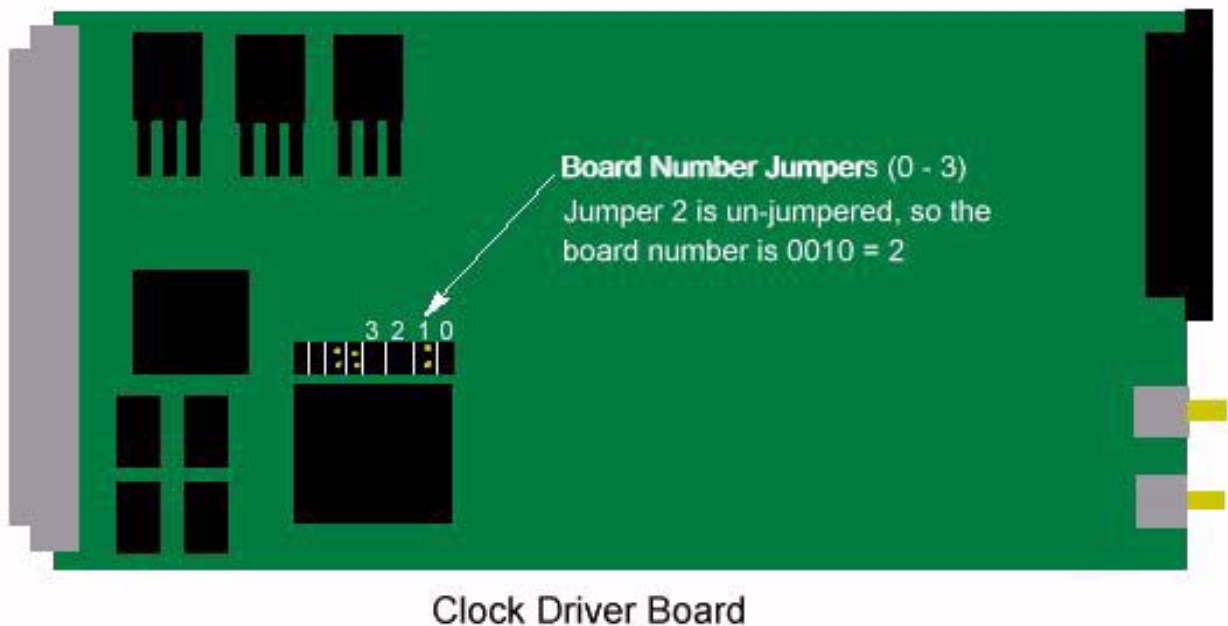 Board Number Jumpers (0 - 3)
Jumper 2 is un-jumpered, so the
board number is 0010 = 2
3 2 1 0
Clock Driver Board